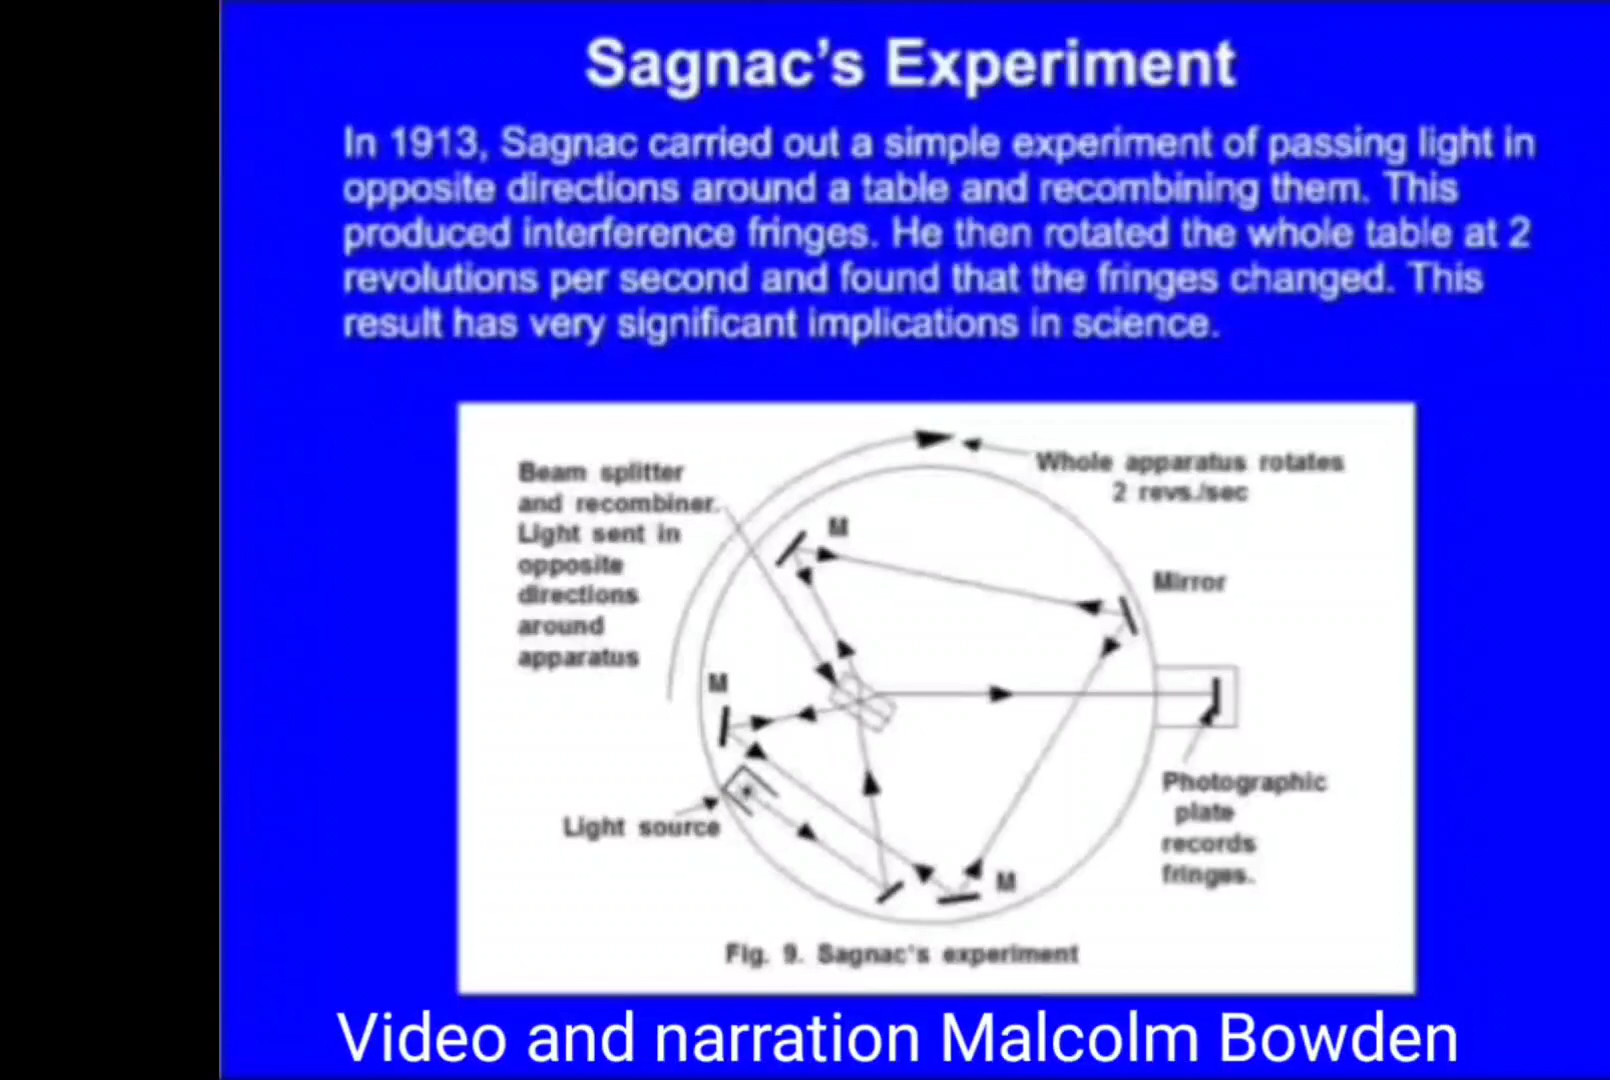 Sagnac's Experiment
In 1913, Sagnac carried out a simple experiment of passing light in
opposite directions around a table and recombining them. This
produced interference fringes. He then rotated the whole table at 2
revolutions per second and found that the fringes changed. This
result has very significant implications in science.
Beam splitter
and recombiner.
Light sent in
opposite
directions
around
apparatus
Whole apparatus rotates
2 revs./sec
M
Mirror
M
Light source
M
Photographic
plate
records
fringes.
Fig. 9. Sagnac's experiment
Video and narration Malcolm Bowden